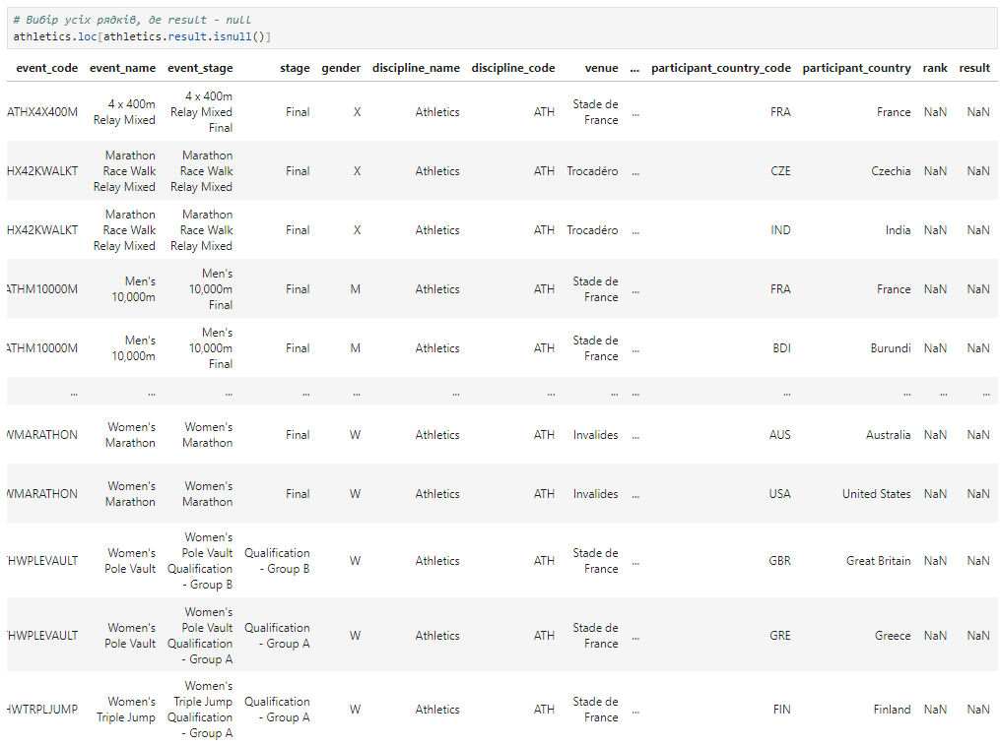 # Вибір усіх рядків, де result - null
athletics.loc[athletics.result.isnull()]
event_code event_name event_stage stage gender discipline_name discipline_code venue ... participant_country_code participant_country rank result
ATHX4X400M 4 x 400m Relay Mixed 4 x 400m Relay Mixed Final Final X Athletics ATH Stade de France ... FRA France NaN NaN
HX42KWALKT Marathon Race Walk Relay Mixed Marathon Race Walk Relay Mixed Final X Athletics ATH Trocadéro ... CZE Czechia NaN NaN
HX42KWALKT Marathon Race Walk Relay Mixed Marathon Race Walk Relay Mixed Final X Athletics ATH Trocadéro ... IND India NaN NaN
ATHM10000M Men's 10,000m Men's 10,000m Final Final M Athletics ATH Stade de France ... FRA France NaN NaN
ATHM10000M Men's 10,000m Men's 10,000m Final Final M Athletics ATH Stade de France ... BDI Burundi NaN NaN
... ... ... ... ... ... ... ... ... ... ... ... ...
WMARATHON Women's Marathon Women's Marathon Final W Athletics ATH Invalides ... AUS Australia NaN NaN
WMARATHON Women's Marathon Women's Marathon Final W Athletics ATH Invalides ... USA United States NaN NaN
HWPLEVAULT Women's Pole Vault Women's Pole Vault Qualification - Group B Qualification - Group B W Athletics ATH Stade de France ... GBR Great Britain NaN NaN
HWPLEVAULT Women's Pole Vault Women's Pole Vault Qualification - Group A Qualification - Group A W Athletics ATH Stade de France ... GRE Greece NaN NaN
HWTRPLJUMP Women's Triple Jump Women's Triple Jump Qualification - Group A Qualification - Group A W Athletics ATH Stade de France ... FIN Finland NaN NaN